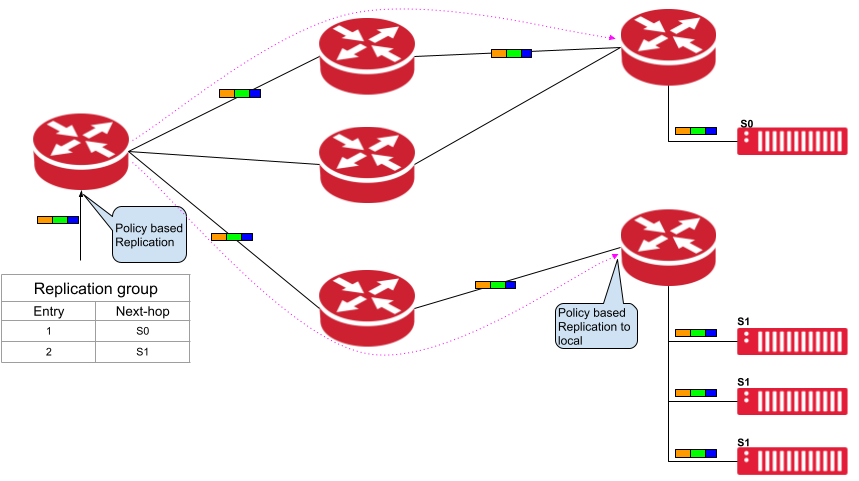 S0
Policy based
Replication
Replication group
Entry Next-hop
1 S0
2 S1
Policy based
Replication to
local
S1
S1
S1